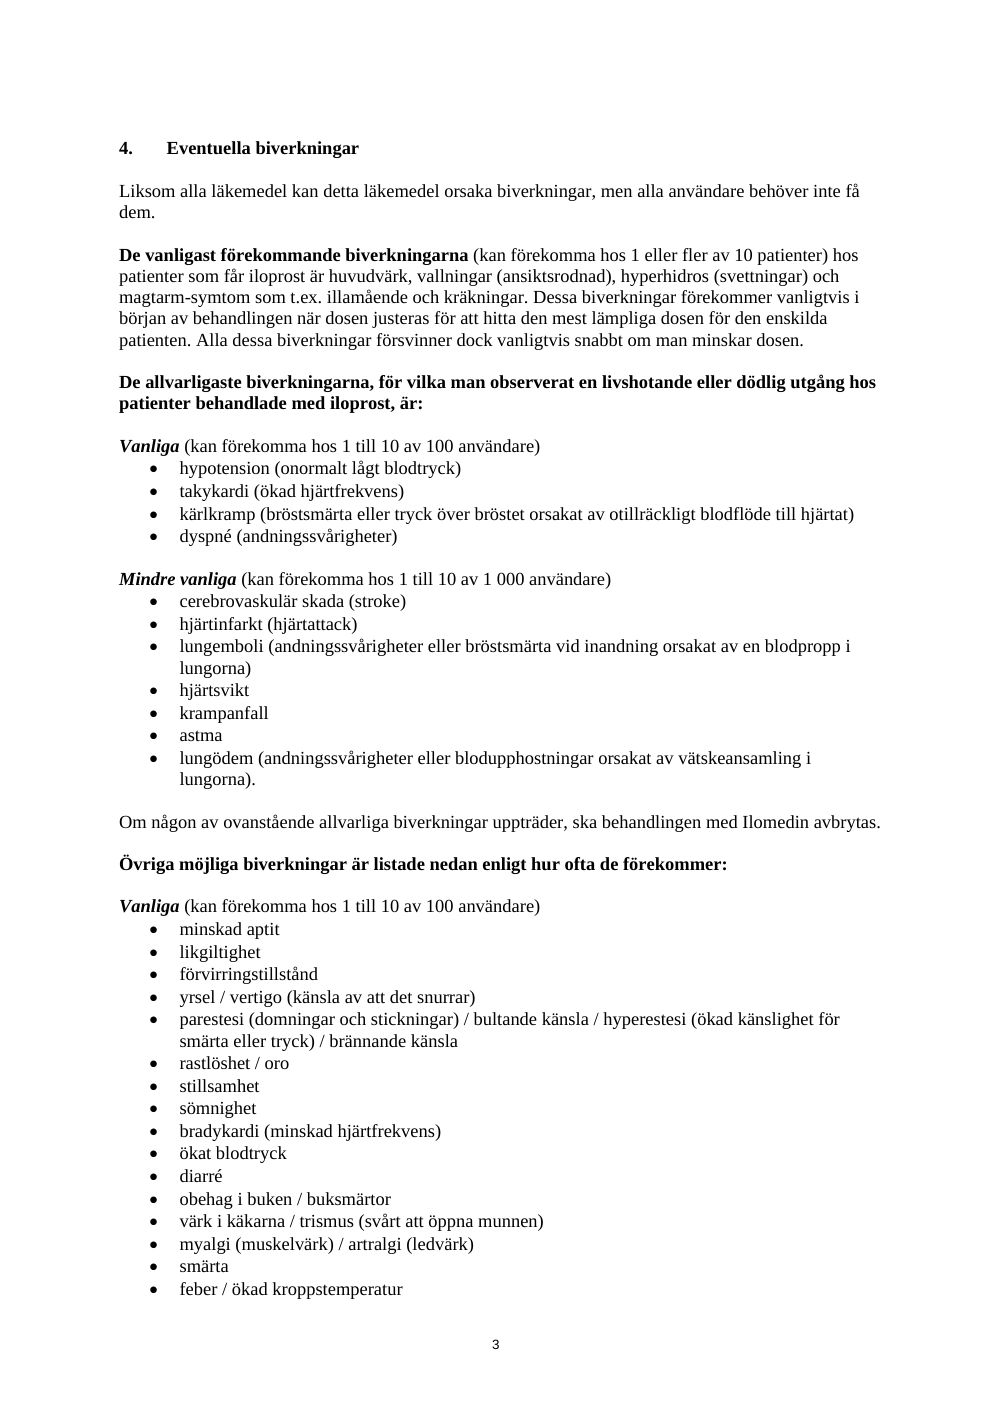 4. Eventuella biverkningar
Liksom alla läkemedel kan detta läkemedel orsaka biverkningar, men alla användare behöver inte få
dem.
De vanligast förekommande biverkningarna (kan förekomma hos 1 eller fler av 10 patienter) hos
patienter som får iloprost är huvudvärk, vallningar (ansiktsrodnad), hyperhidros (svettningar) och
magtarm-symtom som t.ex. illamående och kräkningar. Dessa biverkningar förekommer vanligtvis i
början av behandlingen när dosen justeras för att hitta den mest lämpliga dosen för den enskilda
patienten. Alla dessa biverkningar försvinner dock vanligtvis snabbt om man minskar dosen.
De allvarligaste biverkningarna, för vilka man observerat en livshotande eller dödlig utgång hos
patienter behandlade med iloprost, är:
Vanliga (kan förekomma hos 1 till 10 av 100 användare)
• hypotension (onormalt lågt blodtryck)
• takykardi (ökad hjärtfrekvens)
• kärlkramp (bröstsmärta eller tryck över bröstet orsakat av otillräckligt blodflöde till hjärtat)
• dyspné (andningssvårigheter)
Mindre vanliga (kan förekomma hos 1 till 10 av 1 000 användare)
• cerebrovaskulär skada (stroke)
• hjärtinfarkt (hjärtattack)
• lungemboli (andningssvårigheter eller bröstsmärta vid inandning orsakat av en blodpropp i
lungorna)
• hjärtsvikt
• krampanfall
• astma
• lungödem (andningssvårigheter eller blodupphostningar orsakat av vätskeansamling i
lungorna).
Om någon av ovanstående allvarliga biverkningar uppträder, ska behandlingen med Ilomedin avbrytas.
Övriga möjliga biverkningar är listade nedan enligt hur ofta de förekommer:
Vanliga (kan förekomma hos 1 till 10 av 100 användare)
• minskad aptit
• likgiltighet
• förvirringstillstånd
• yrsel / vertigo (känsla av att det snurrar)
• parestesi (domningar och stickningar) / bultande känsla / hyperestesi (ökad känslighet för
smärta eller tryck) / brännande känsla
• rastlöshet / oro
• stillsamhet
• sömnighet
• bradykardi (minskad hjärtfrekvens)
• ökat blodtryck
• diarré
• obehag i buken / buksmärtor
• värk i käkarna / trismus (svårt att öppna munnen)
• myalgi (muskelvärk) / artralgi (ledvärk)
• smärta
• feber / ökad kroppstemperatur
3